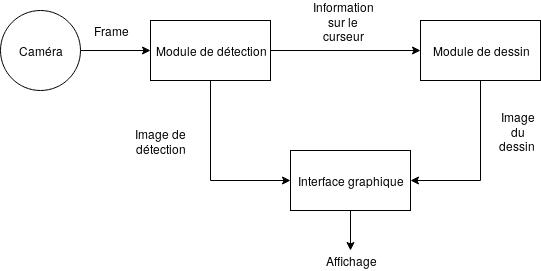 Information
sur le
curseur
Frame
Caméra
Module de détection
Module de dessin
Image de
détection
Image
du
dessin
Interface graphique
Affichage